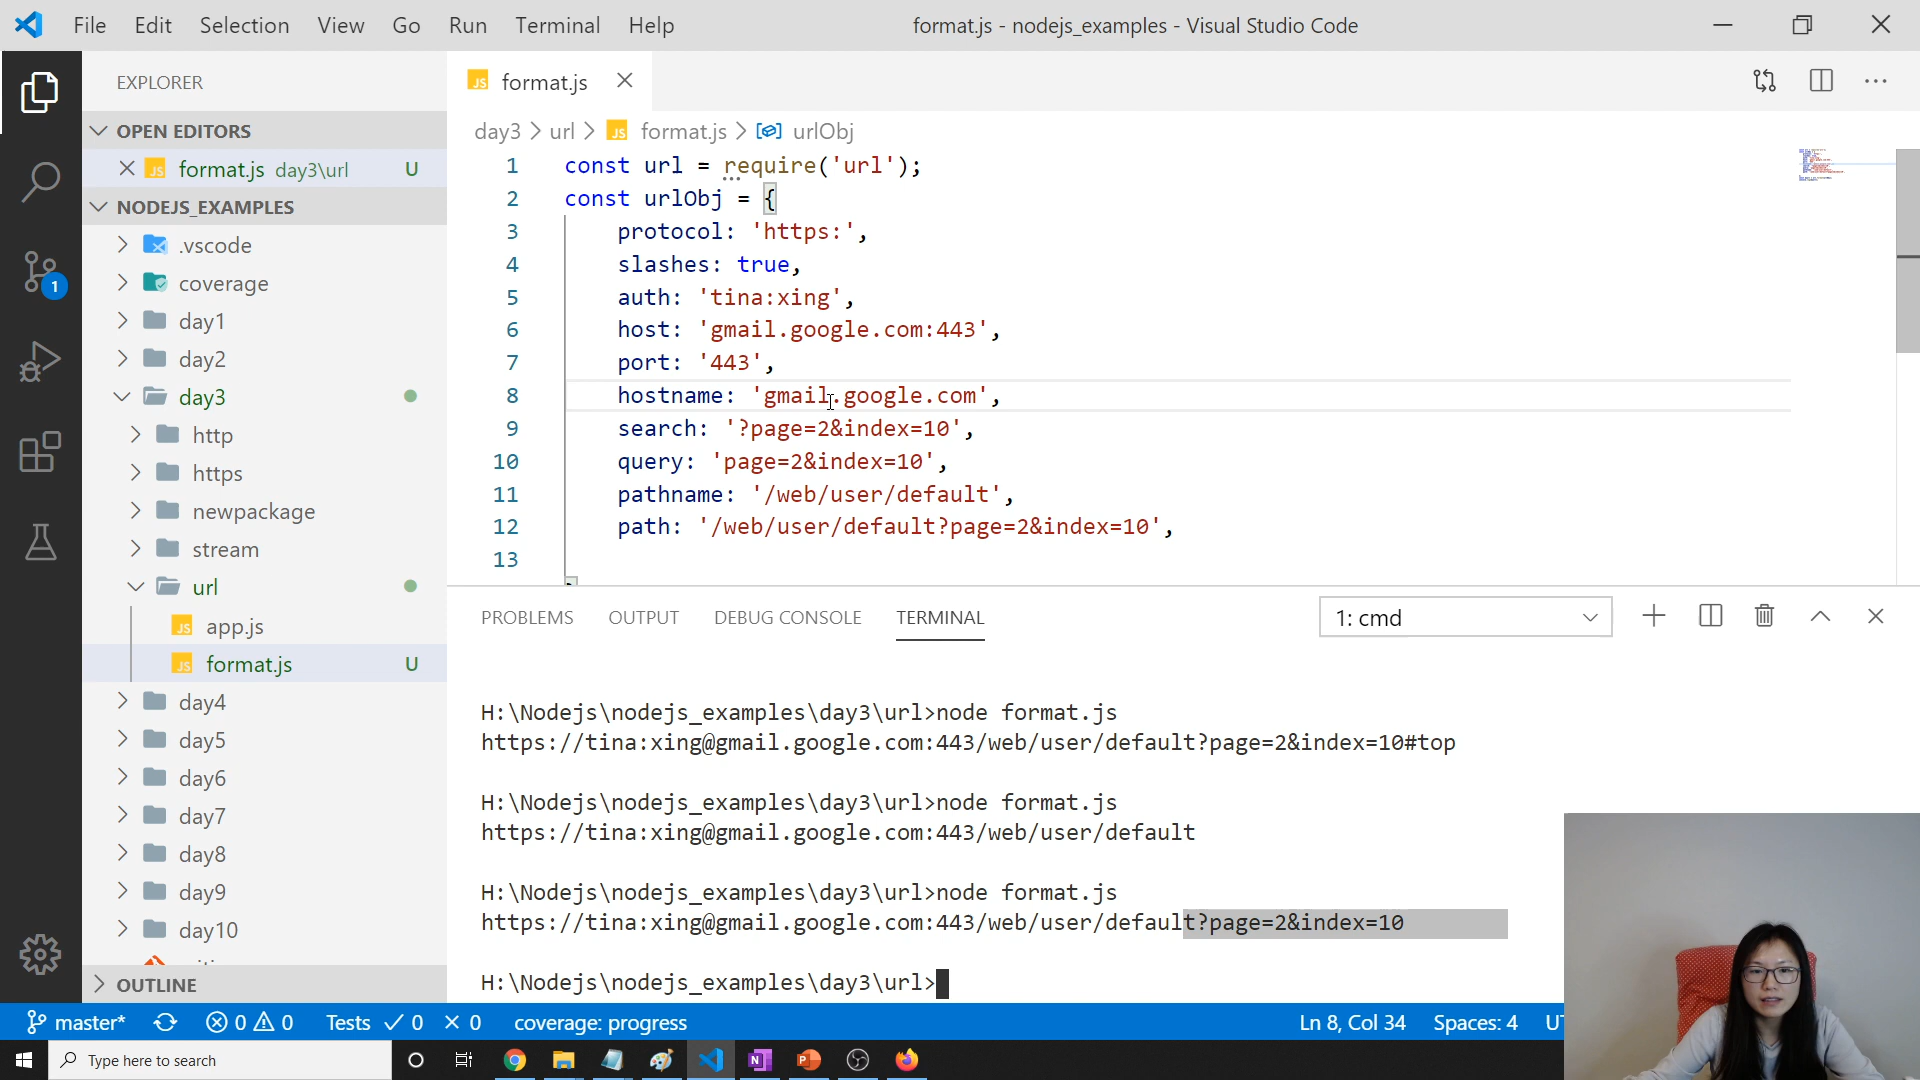 File Edit Selection View Go Run Terminal Help
format.js - nodejs_examples - Visual Studio Code
EXPLORER
OPEN EDITORS
format.js day3\url U
NODEJS_EXAMPLES
.vscode
coverage
day1
day2
day3
http
https
newpackage
stream
url
app.js
format.js U
day4
day5
day6
day7
day8
day9
day10
OUTLINE
1
JS format.js
day3 > url > JS format.js > urlObj
1 const url = require('url');
2 const urlObj = {
3 protocol: 'https:',
4 slashes: true,
5 auth: 'tina:xing',
6 host: 'gmail.google.com:443',
7 port: '443',
8 hostname: 'gmail.google.com',
9 search: '?page=2&index=10',
10 query: 'page=2&index=10',
11 pathname: '/web/user/default',
12 path: '/web/user/default?page=2&index=10',
13
PROBLEMS OUTPUT DEBUG CONSOLE TERMINAL
1: cmd
H:\Nodejs\nodejs_examples\day3\url>node format.js
https://tina:xing@gmail.google.com:443/web/user/default?page=2&index=10#top
H:\Nodejs\nodejs_examples\day3\url>node format.js
https://tina:xing@gmail.google.com:443/web/user/default
H:\Nodejs\nodejs_examples\day3\url>node format.js
https://tina:xing@gmail.google.com:443/web/user/default?page=2&index=10
H:\Nodejs\nodejs_examples\day3\url>
master* 0 0 Tests 0 0 coverage: progress
Ln 8, Col 34 Spaces: 4
Type here to search